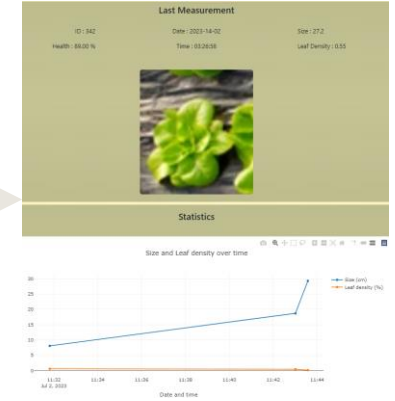 Last Measurement
ID : 342
Date : 2023-14-02
Size : 27.2
Health : 89.00 %
Time : 03:26:56
Leaf Density : 0.55
Statistics
Size and Leaf density over time
Size (cm)
Leaf density (%)
30
25
20
15
10
5
0
11:32
11:34
11:36
11:38
11:40
11:42
11:44
Jul 2, 2023
Date and time